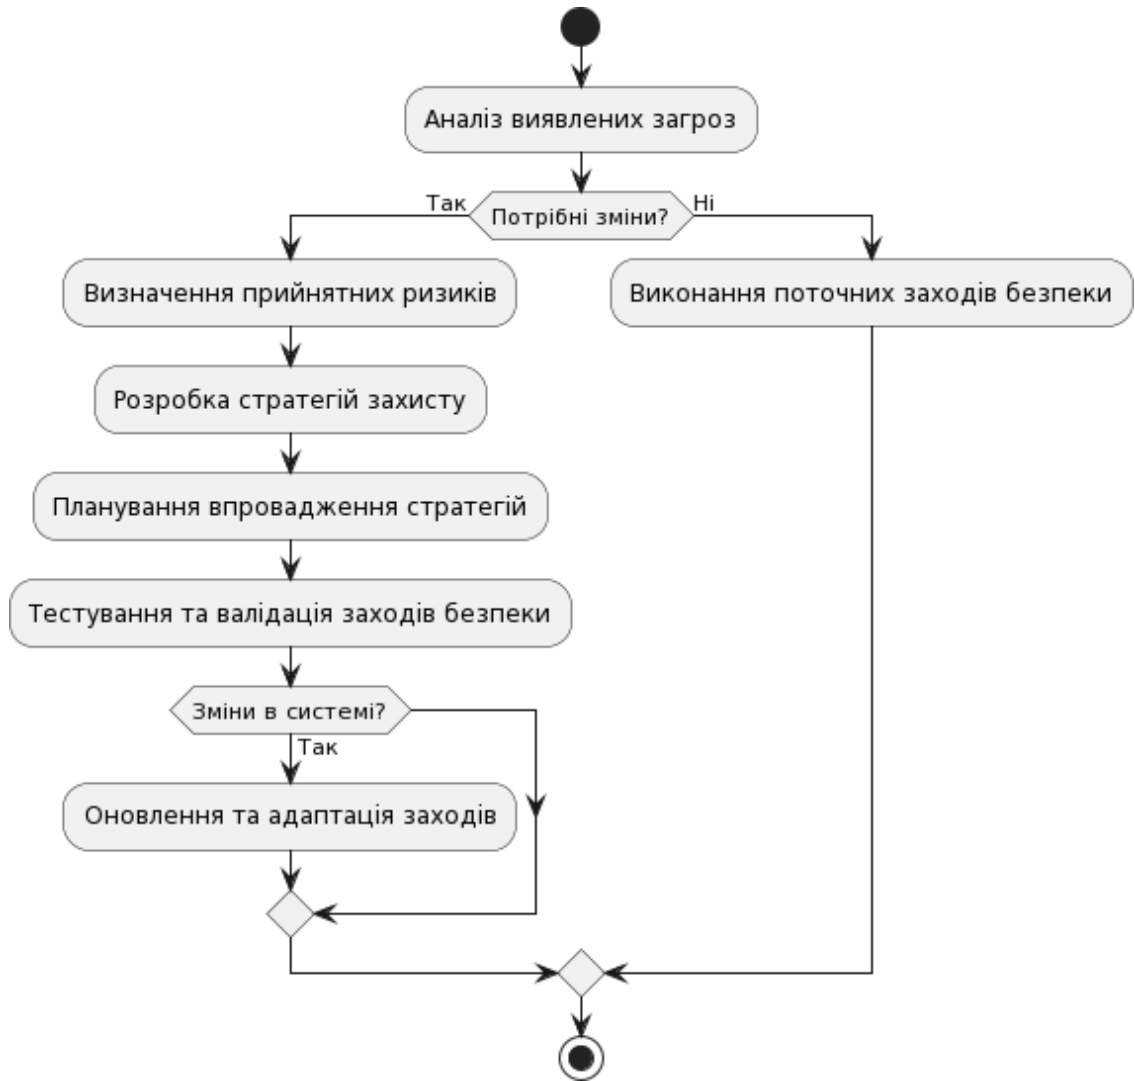 Аналіз виявлених загроз
Так
Потрібні зміни?
Ні
Визначення прийнятних ризиків
Виконання поточних заходів безпеки
Розробка стратегій захисту
Планування впровадження стратегій
Тестування та валідація заходів безпеки
Зміни в системі?
Так
Оновлення та адаптація заходів